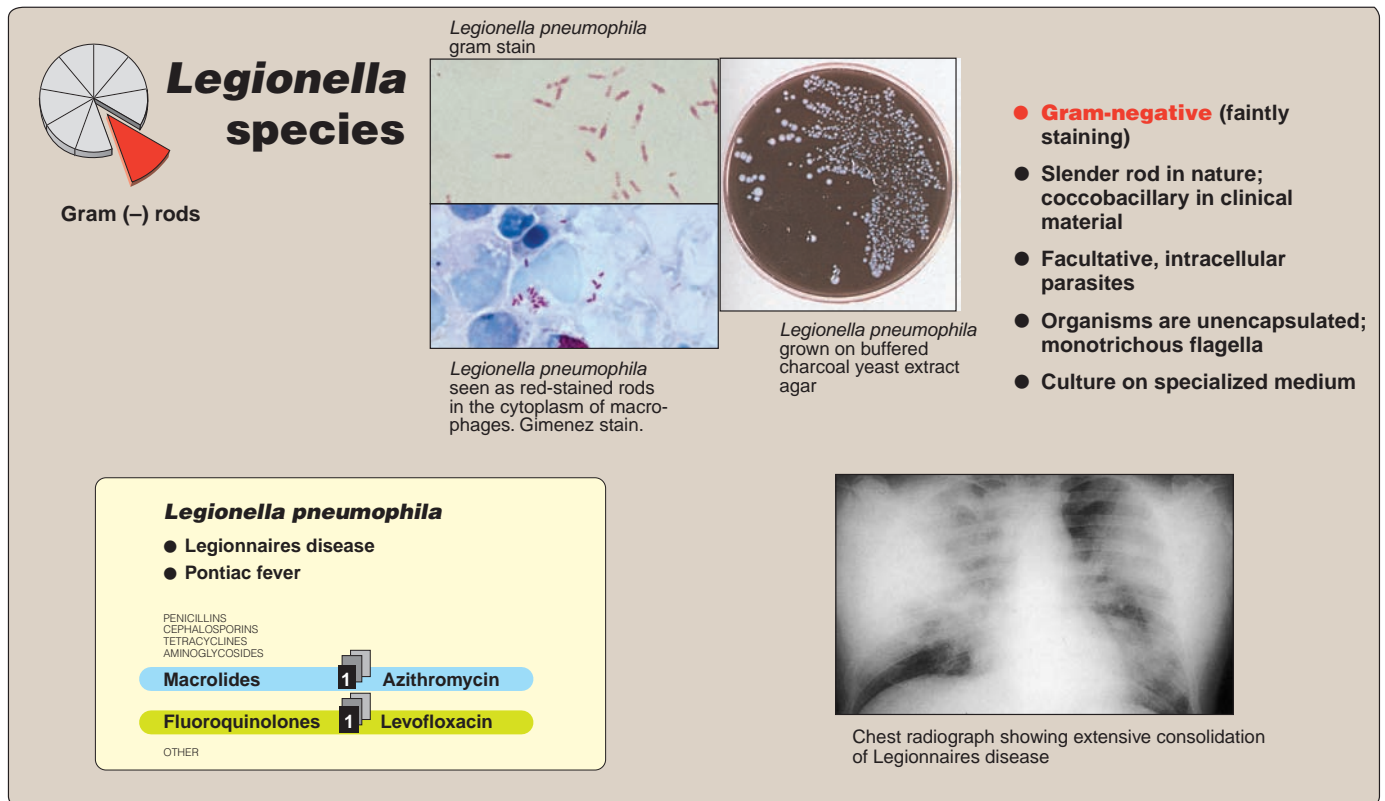 Legionella
species
Gram (–) rods
Legionella pneumophila
gram stain
Legionella pneumophila
seen as red-stained rods
in the cytoplasm of macro-
phages. Gimenez stain.
Legionella pneumophila
grown on buffered
charcoal yeast extract
agar
● Gram-negative (faintly
staining)
● Slender rod in nature;
coccobacillary in clinical
material
● Facultative, intracellular
parasites
● Organisms are unencapsulated;
monotrichous flagella
● Culture on specialized medium
Legionella pneumophila
● Legionnaires disease
● Pontiac fever
PENICILLINS
CEPHALOSPORINS
TETRACYCLINES
AMINOGLYCOSIDES
Macrolides 1 Azithromycin
Fluoroquinolones 1 Levofloxacin
OTHER
Chest radiograph showing extensive consolidation
of Legionnaires disease